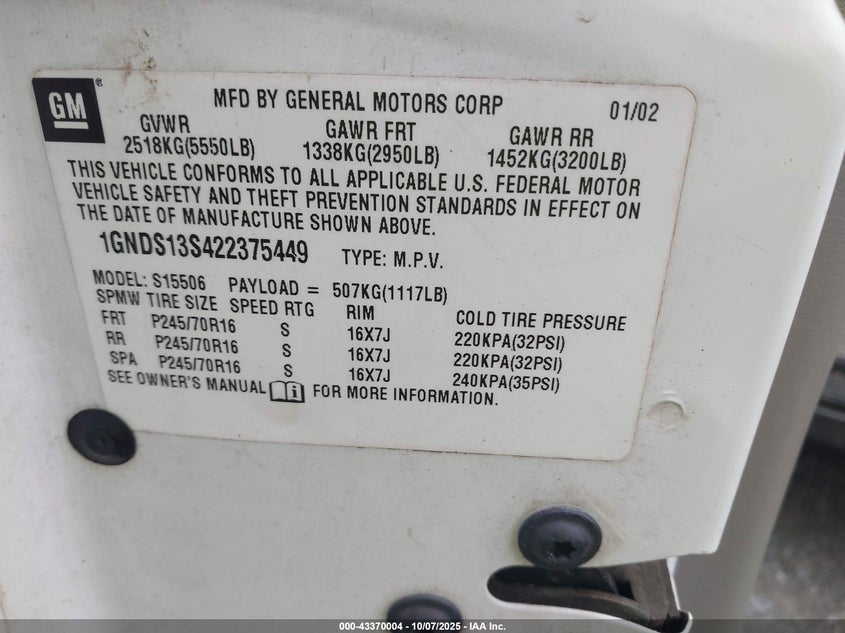 GM
MFD BY GENERAL MOTORS CORP 01/02
GVWR GAWR FRT GAWR RR
2518KG(5550LB) 1338KG(2950LB) 1452KG(3200LB)
THIS VEHICLE CONFORMS TO ALL APPLICABLE U.S. FEDERAL MOTOR
VEHICLE SAFETY AND THEFT PREVENTION STANDARDS IN EFFECT ON
THE DATE OF MANUFACTURE SHOWN ABOVE.
1GNDS13S422375449 TYPE: M.P.V.
MODEL: S15506 PAYLOAD = 507KG(1117LB)
SPMW TIRE SIZE SPEED RTG RIM COLD TIRE PRESSURE
FRT P245/70R16 S 16X7J 220KPA(32PSI)
RR P245/70R16 S 16X7J 220KPA(32PSI)
SPA P245/70R16 S 16X7J 240KPA(35PSI)
SEE OWNER'S MANUAL FOR MORE INFORMATION.
000-43370004 - 10/07/2025 - IAA Inc.